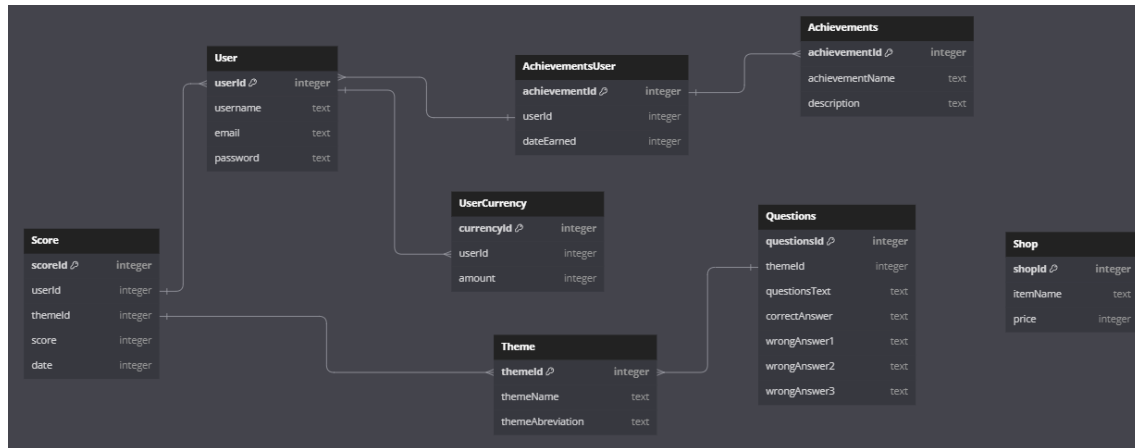 User
userId integer
username text
email text
password text
AchievementsUser
achievementId integer
userId integer
dateEarned integer
Achievements
achievementId integer
achievementName text
description text
UserCurrency
currencyId integer
userId integer
amount integer
Score
scoreId integer
userId integer
themeId integer
score integer
date integer
Theme
themeId integer
themeName text
themeAbreviation text
Questions
questionsId integer
themeId integer
questionsText text
correctAnswer text
wrongAnswer1 text
wrongAnswer2 text
wrongAnswer3 text
Shop
shopId integer
itemName text
price integer